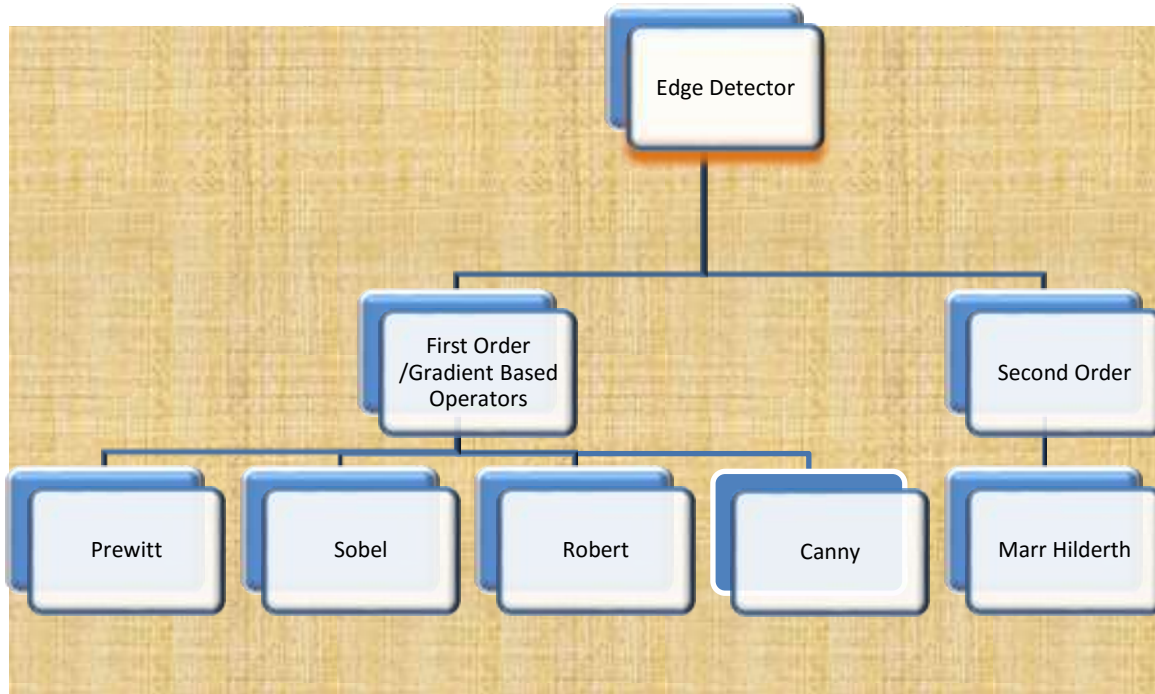 Edge Detector
First Order
/Gradient Based
Operators
Second Order
Prewitt
Sobel
Robert
Canny
Marr Hilderth